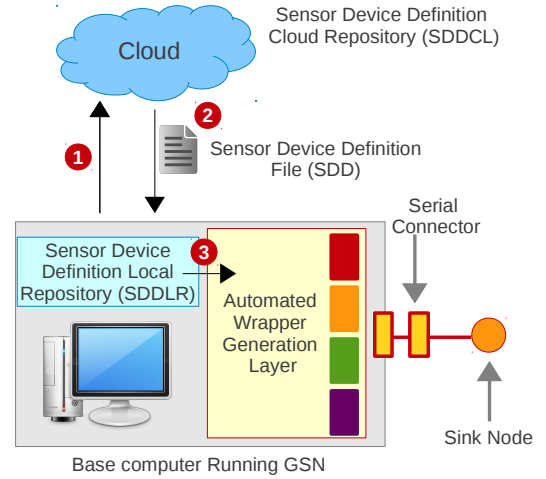 Sensor Device Definition
Cloud Repository (SDDCL)
Cloud
2
1
Sensor Device Definition
File (SDD)
Serial
Connector
3
Sensor Device
Definition Local
Repository (SDDLR)
Automated
Wrapper
Generation
Layer
Sink Node
Base computer Running GSN